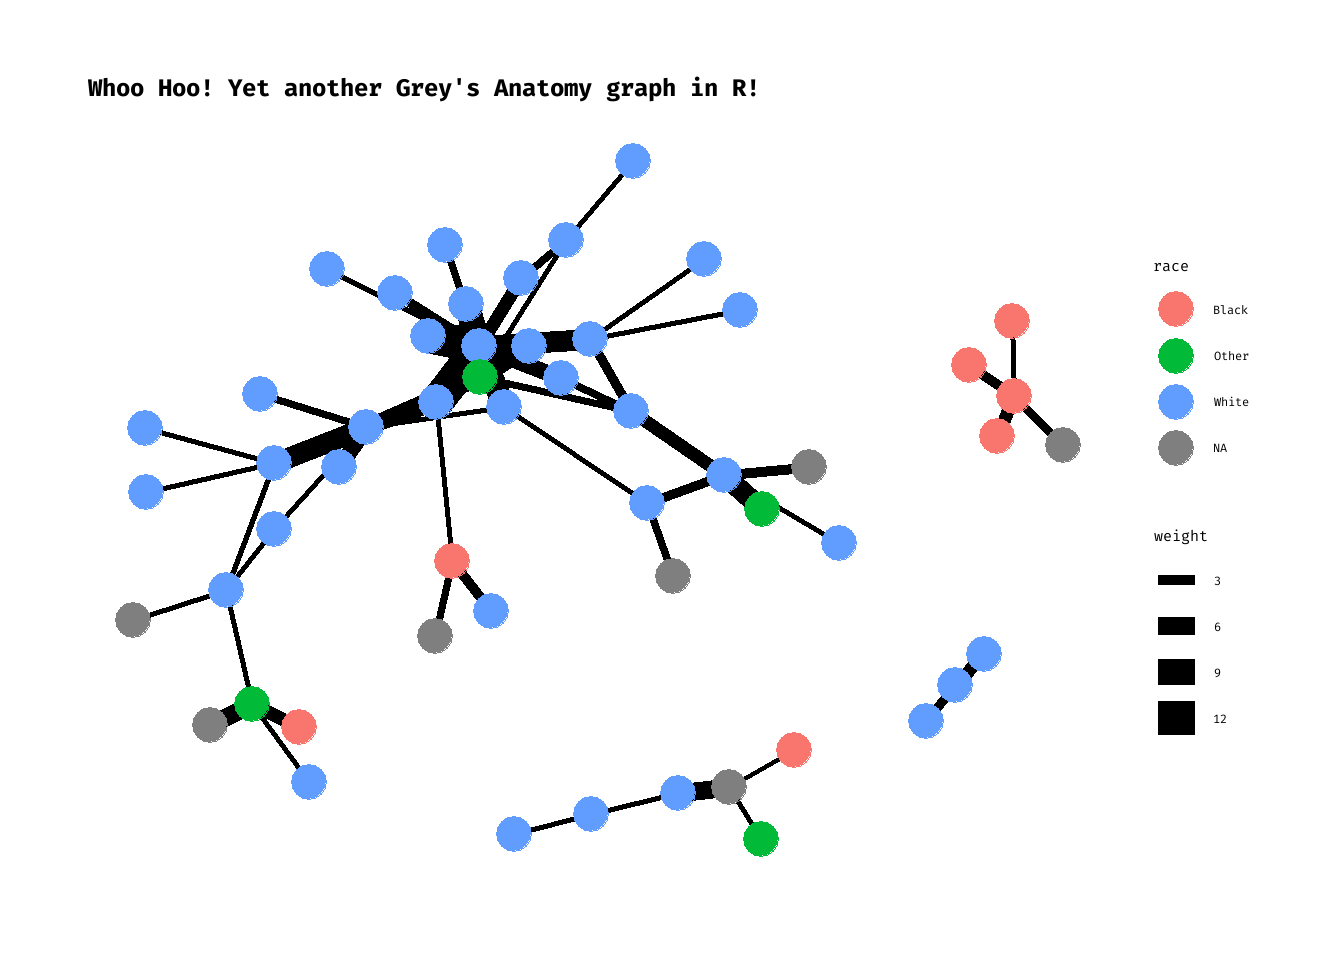 Whoo Hoo! Yet another Grey's Anatomy graph in R!
race
Black
Other
White
NA
weight
3
6
9
12